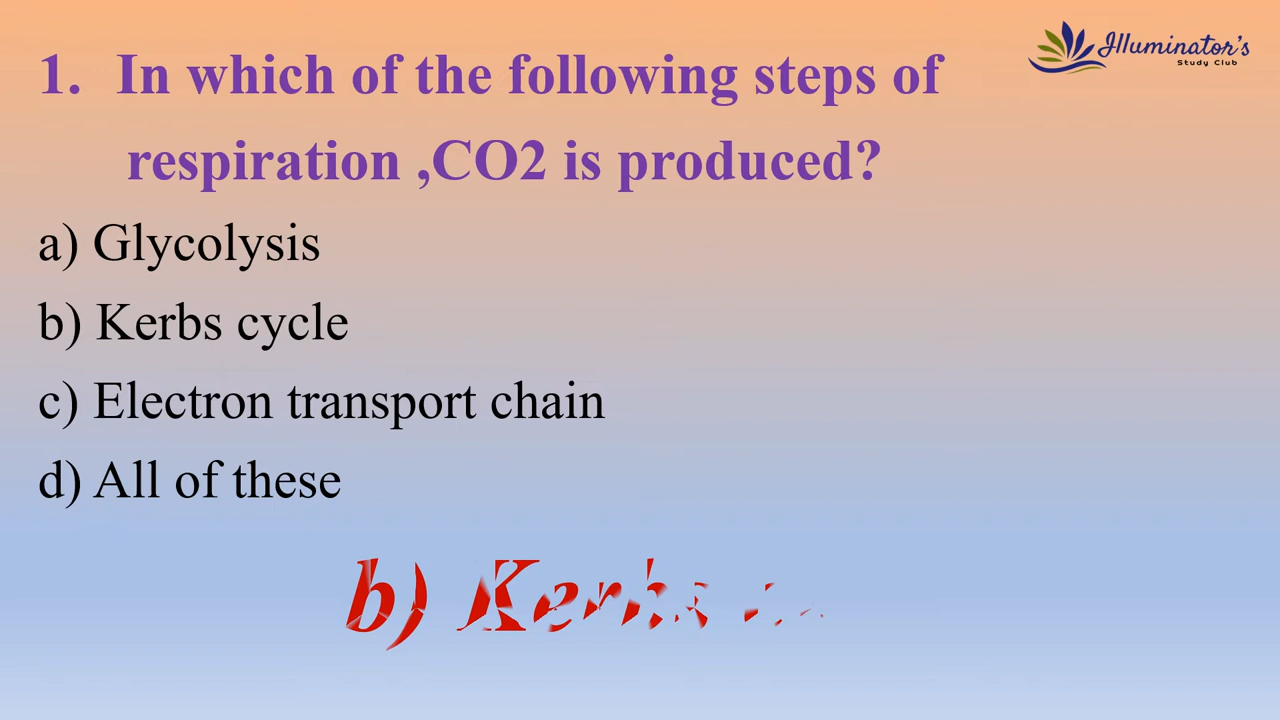 Illuminator's
Study Club
1. In which of the following steps of
respiration ,CO2 is produced?
a) Glycolysis
b) Kerbs cycle
c) Electron transport chain
d) All of these
b) Kerbs